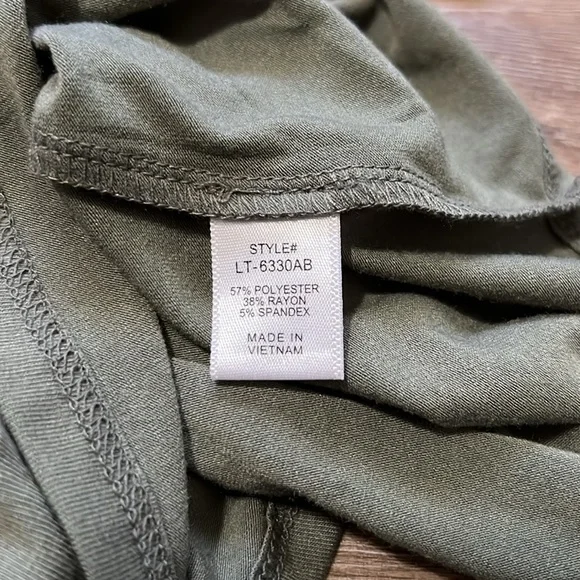 STYLE#
LT-6330AB
57% POLYESTER
38% RAYON
5% SPANDEX
MADE IN
VIETNAM